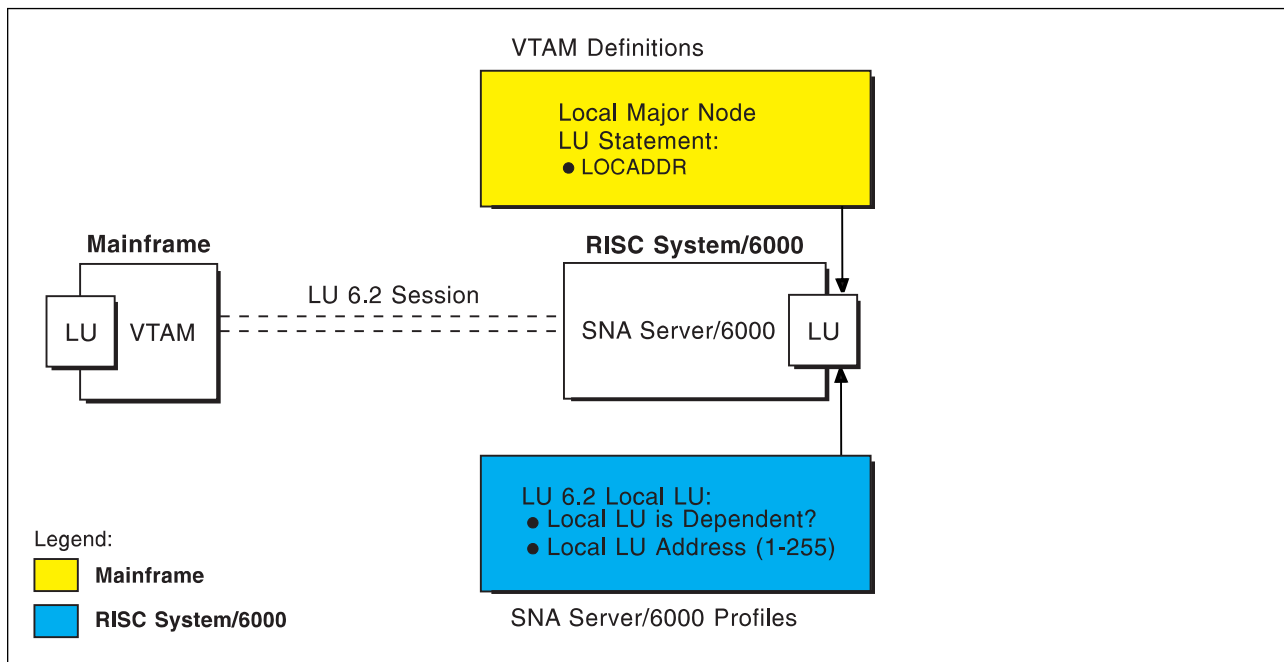 VTAM Definitions
Local Major Node
LU Statement:
● LOCADDR
Mainframe
RISC System/6000
LU 6.2 Session
LU
VTAM
SNA Server/6000
LU
LU 6.2 Local LU:
● Local LU is Dependent?
● Local LU Address (1-255)
Legend:
Mainframe
RISC System/6000
SNA Server/6000 Profiles